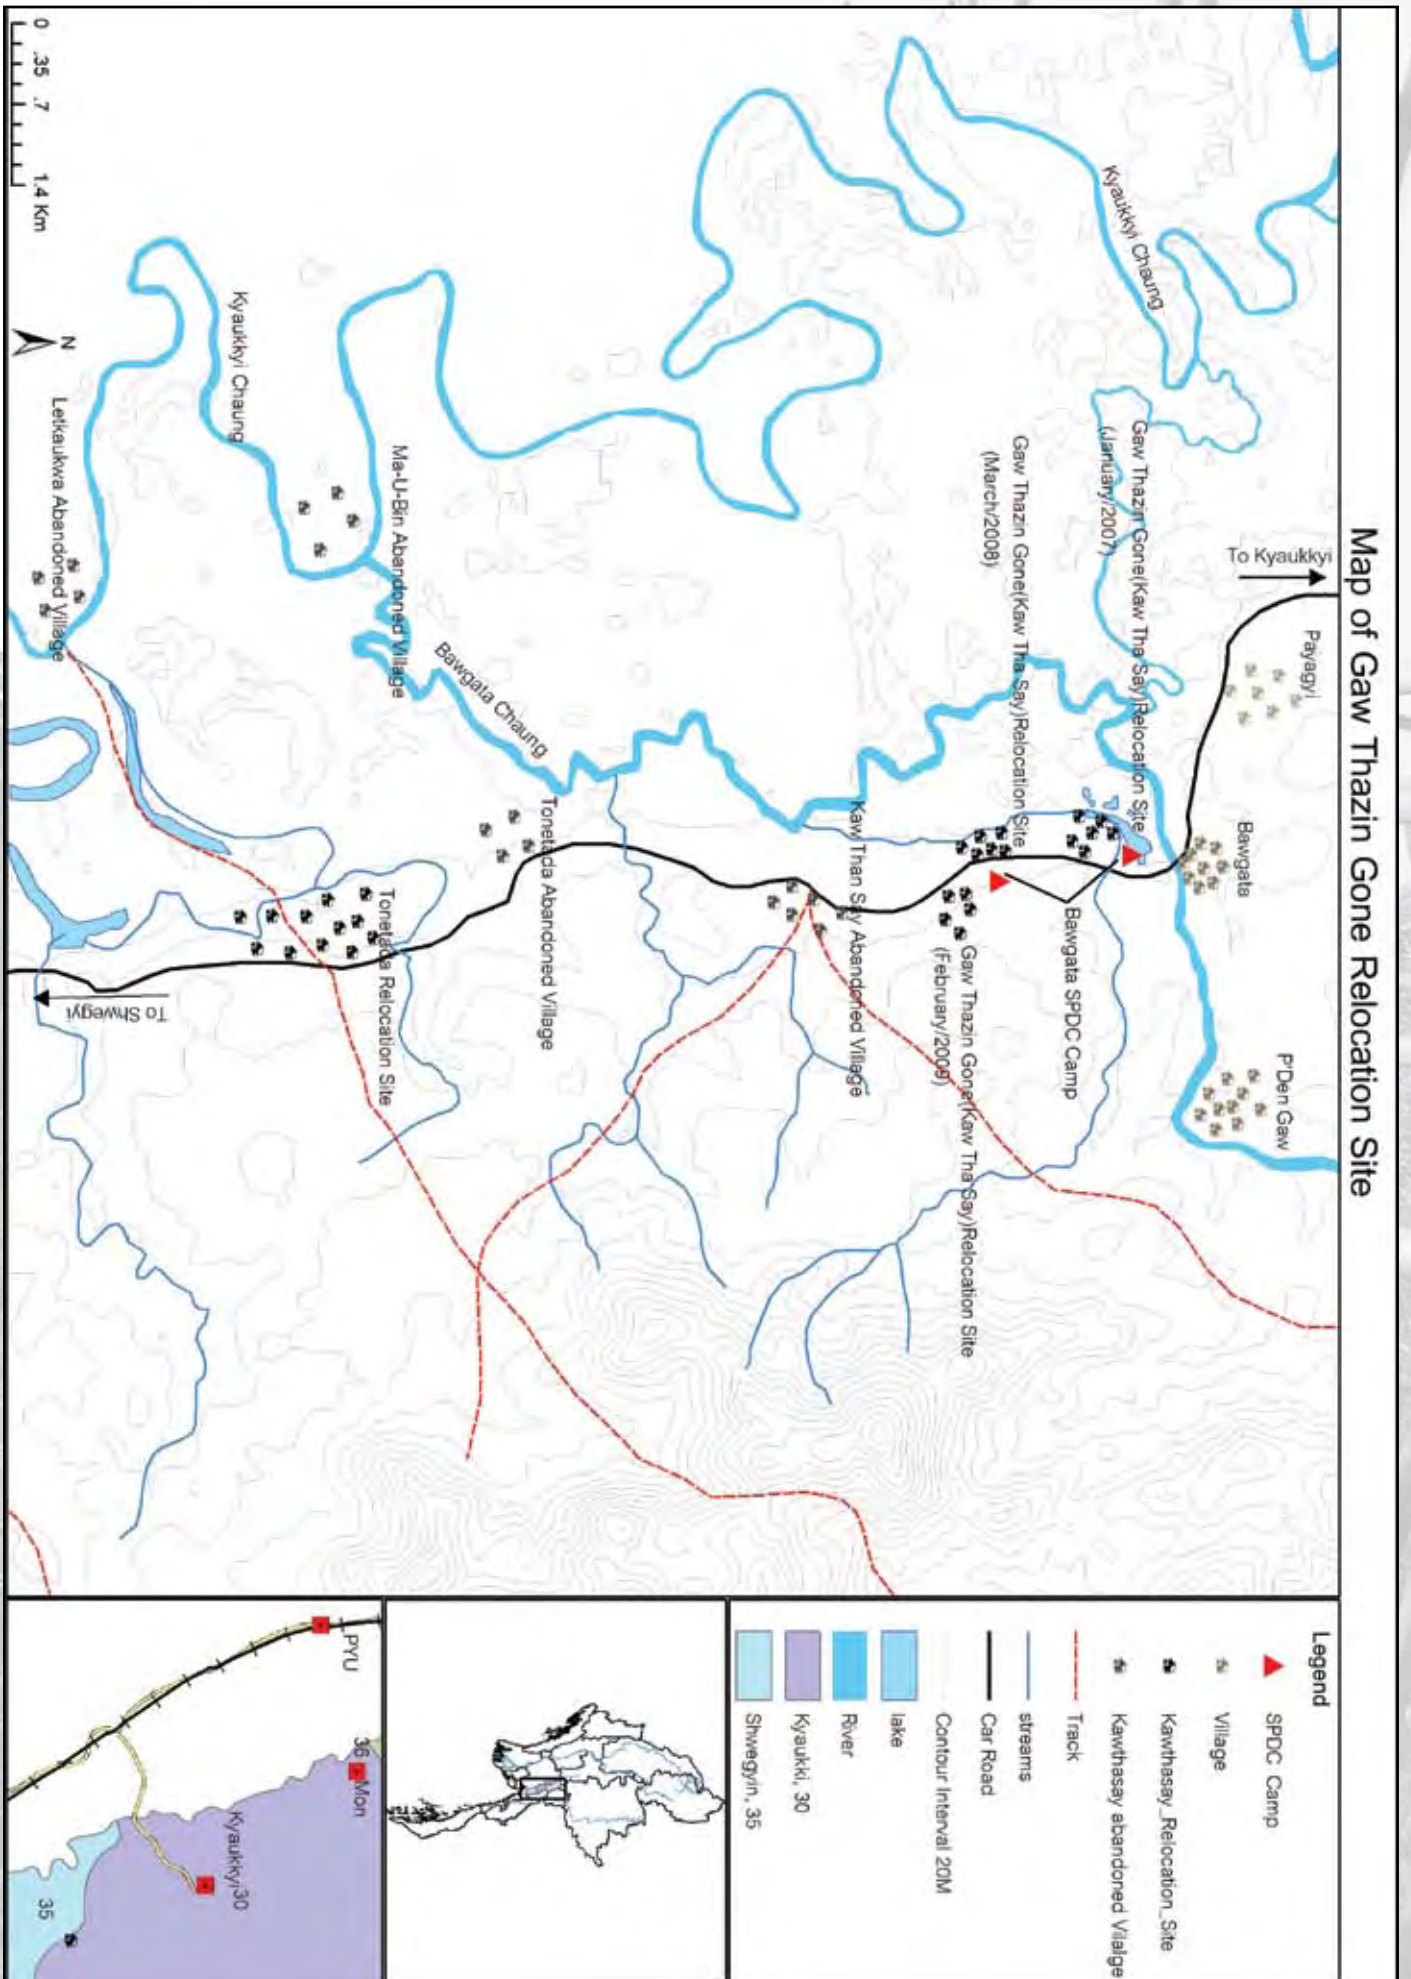 Map of Gaw Thazin Gone Relocation Site
To Kyaukkyi
Payagyi
Bawgata
P'Den Gaw
Kyaukkyi Chaung
Gaw Thazin Gone(Kaw Tha Say)Relocation Site
(January/2007)
Gaw Thazin Gone(Kaw Tha Say)Relocation Site
(March/2008)
Bawgata SPDC Camp
Gaw Thazin Gone(Kaw Tha Say)Relocation Site
(February/2009)
Kaw Than Say Abandoned Village
Tonetada Abandoned Village
Bawgata Chaung
Ma-U-Bin Abandoned Village
Tonetada Relocation Site
Kyaukkyi Chaung
Letkaukwa Abandoned Village
To Shwegyi
N
0 .35 .7 1.4 Km
Legend
SPDC Camp
Village
Kawthasay_Relocation_Site
Kawthasay abandoned Vilalge
Track
streams
Car Road
Contour Interval 20M
lake
River
Kyaukki, 30
Shwegyin, 35
PYU
36
Mon
Kyaukkyi
30
35